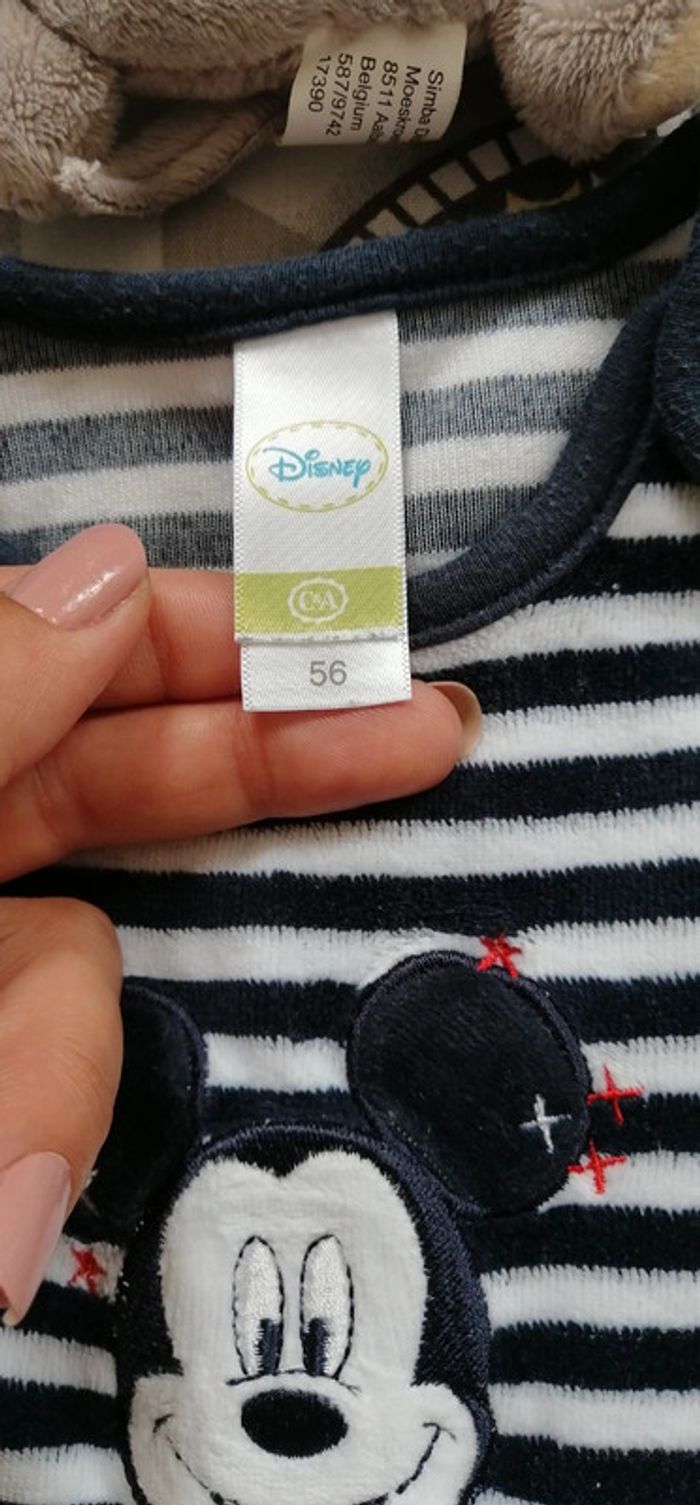 Simba
Moeskro
8511 Aal
Belgium
587/9742
17390
Disney
C&A
56